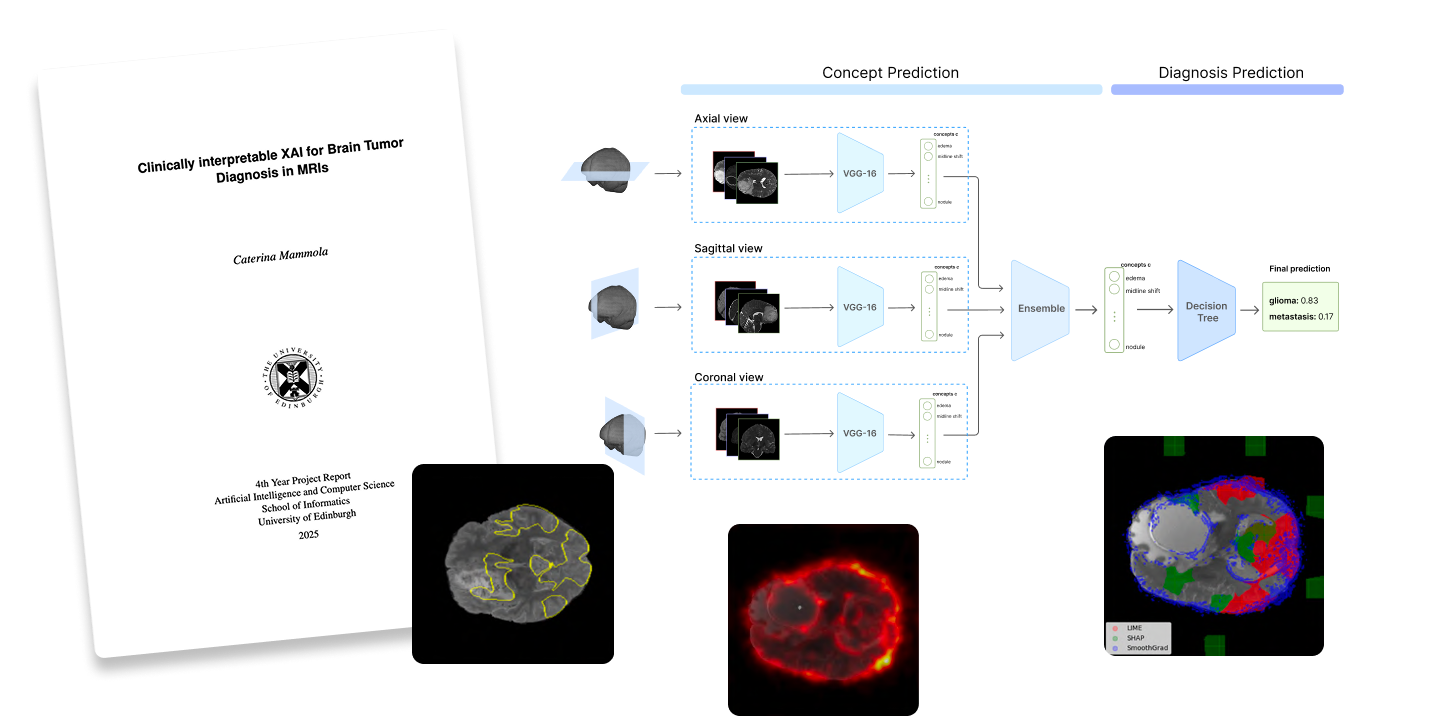 Clinically interpretable XAI for Brain Tumor
Diagnosis in MRIs
Caterina Mammola
THE UNIVERSITY
OF EDINBURGH
4th Year Project Report
Artificial Intelligence and Computer Science
School of Informatics
University of Edinburgh
2025
Concept Prediction
Diagnosis Prediction
Axial view
VGG-16
concepts c
edema
midline shift
nodule
Sagittal view
VGG-16
concepts c
edema
midline shift
nodule
Coronal view
VGG-16
concepts c
edema
midline shift
nodule
Ensemble
concepts c
edema
midline shift
nodule
Decision
Tree
Final prediction
glioma: 0.83
metastasis: 0.17
LIME
SHAP
SmoothGrad